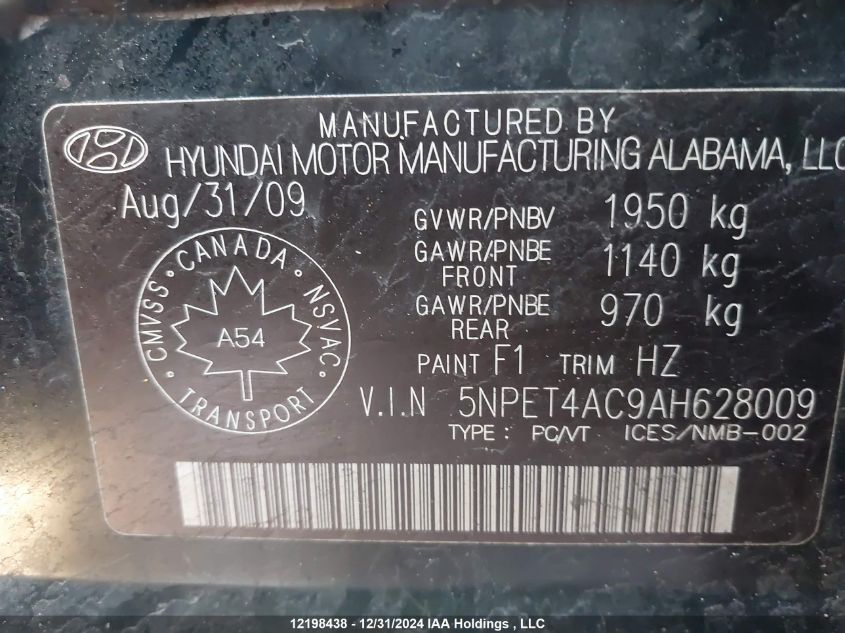 MANUFACTURED BY
HYUNDAI MOTOR MANUFACTURING ALABAMA, LLC
Aug/31/09
GVWR/PNBV 1950 kg
GAWR/PNBE FRONT 1140 kg
GAWR/PNBE REAR 970 kg
CMVSS • CANADA • NSVAC • TRANSPORT •
A54
PAINT F1 TRIM HZ
V.I.N 5NPET4AC9AH628009
TYPE: PC/VT ICES/NMB-002
12198438 - 12/31/2024 IAA Holdings , LLC